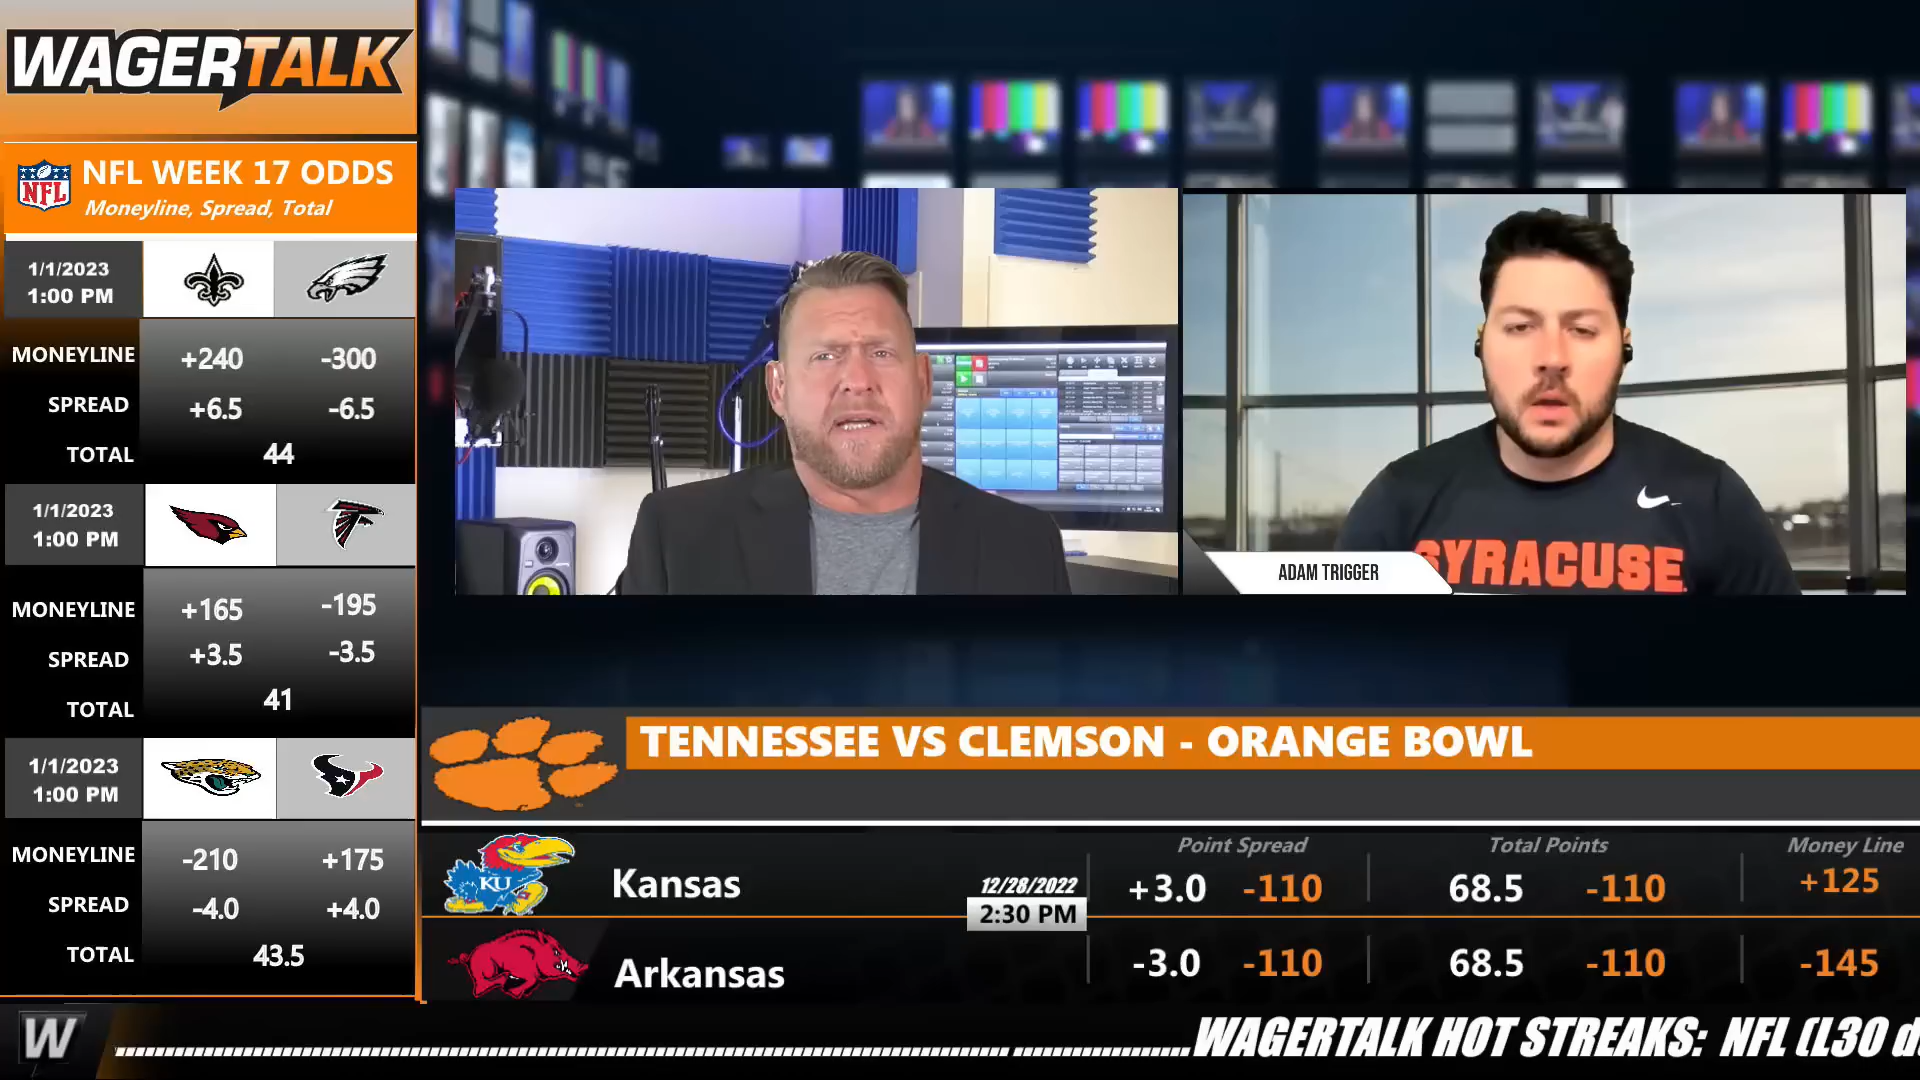 WAGERTALK
NFL
NFL WEEK 17 ODDS
Moneyline, Spread, Total
1/1/2023
1:00 PM
MONEYLINE +240 -300
SPREAD +6.5 -6.5
TOTAL 44
1/1/2023
1:00 PM
MONEYLINE +165 -195
SPREAD +3.5 -3.5
TOTAL 41
1/1/2023
1:00 PM
MONEYLINE -210 +175
SPREAD -4.0 +4.0
TOTAL 43.5
SYRACUSE
ADAM TRIGGER
TENNESSEE VS CLEMSON - ORANGE BOWL
Point Spread Total Points Money Line
KU
Kansas 12/28/2022 +3.0 -110 68.5 -110 +125
2:30 PM
Arkansas -3.0 -110 68.5 -110 -145
W
WAGERTALK HOT STREAKS: NFL (L30 d